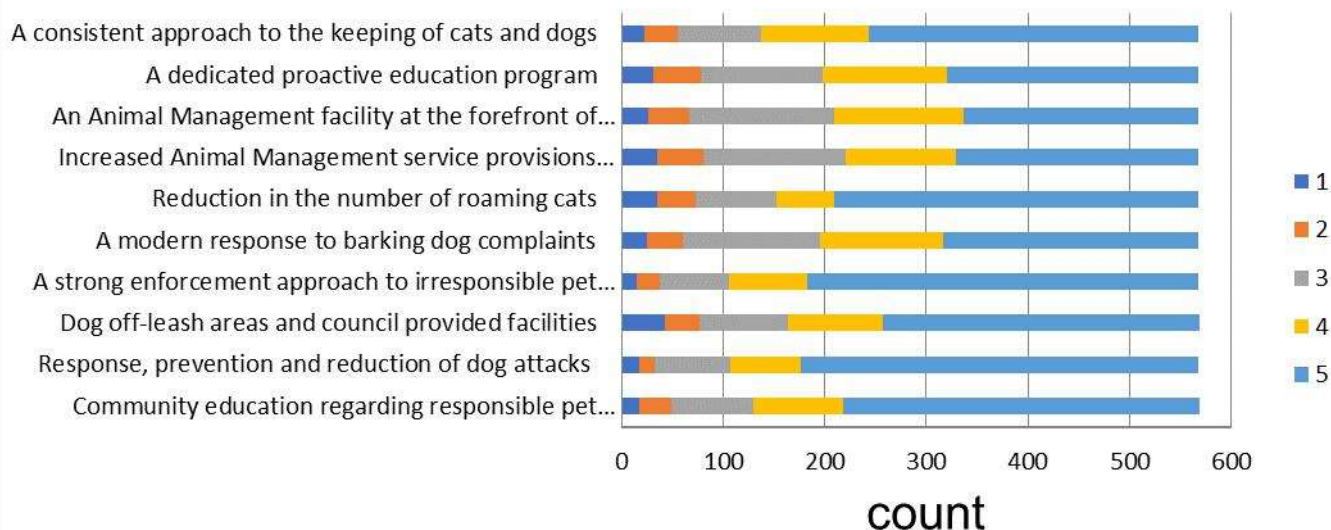 A consistent approach to the keeping of cats and dogs
A dedicated proactive education program
An Animal Management facility at the forefront of...
Increased Animal Management service provisions...
Reduction in the number of roaming cats
A modern response to barking dog complaints
A strong enforcement approach to irresponsible pet...
Dog off-leash areas and council provided facilities
Response, prevention and reduction of dog attacks
Community education regarding responsible pet...
0 100 200 300 400 500 600
count
1
2
3
4
5